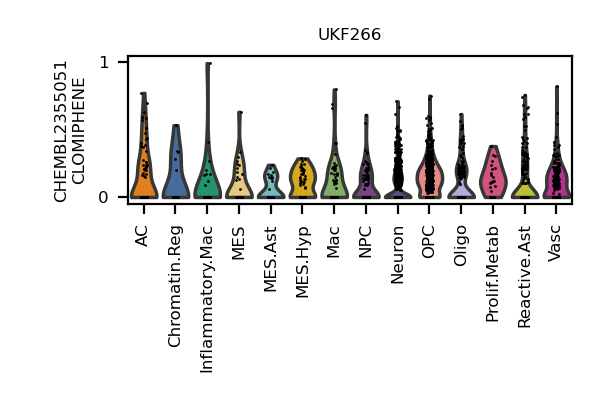 UKF266
CHEMBL2355051
CLOMIPHENE
1
0
AC
Chromatin.Reg
Inflammatory.Mac
MES
MES.Ast
MES.Hyp
Mac
NPC
Neuron
OPC
Oligo
Prolif.Metab
Reactive.Ast
Vasc